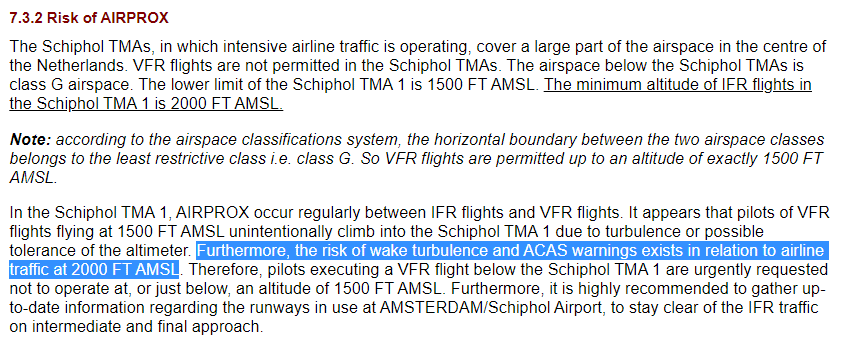 7.3.2 Risk of AIRPROX
The Schiphol TMAs, in which intensive airline traffic is operating, cover a large part of the airspace in the centre of
the Netherlands. VFR flights are not permitted in the Schiphol TMAs. The airspace below the Schiphol TMAs is
class G airspace. The lower limit of the Schiphol TMA 1 is 1500 FT AMSL. The minimum altitude of IFR flights in
the Schiphol TMA 1 is 2000 FT AMSL.
Note: according to the airspace classifications system, the horizontal boundary between the two airspace classes
belongs to the least restrictive class i.e. class G. So VFR flights are permitted up to an altitude of exactly 1500 FT
AMSL.
In the Schiphol TMA 1, AIRPROX occur regularly between IFR flights and VFR flights. It appears that pilots of VFR
flights flying at 1500 FT AMSL unintentionally climb into the Schiphol TMA 1 due to turbulence or possible
tolerance of the altimeter. Furthermore, the risk of wake turbulence and ACAS warnings exists in relation to airline
traffic at 2000 FT AMSL. Therefore, pilots executing a VFR flight below the Schiphol TMA 1 are urgently requested
not to operate at, or just below, an altitude of 1500 FT AMSL. Furthermore, it is highly recommended to gather up-
to-date information regarding the runways in use at AMSTERDAM/Schiphol Airport, to stay clear of the IFR traffic
on intermediate and final approach.